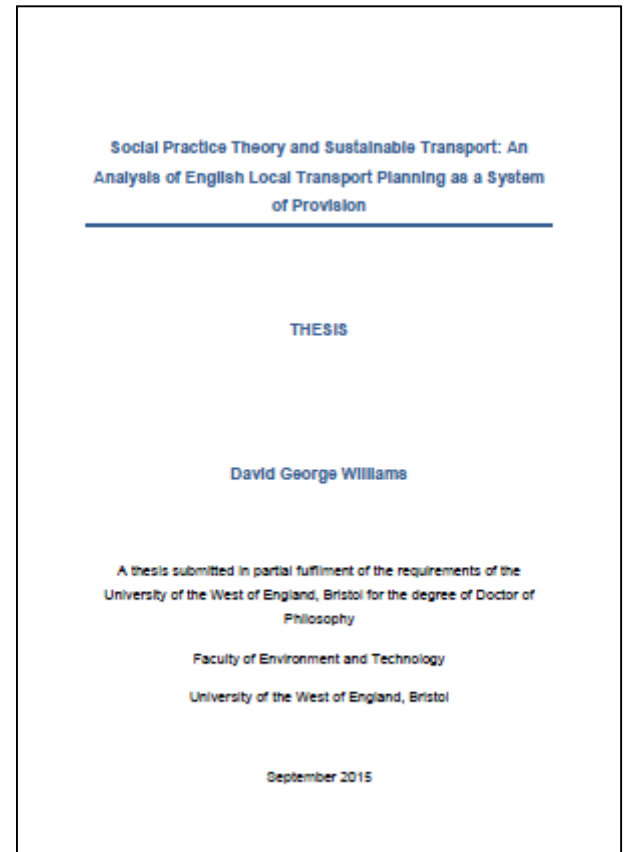 Social Practice Theory and Sustainable Transport: An
Analysis of English Local Transport Planning as a System
of Provision
THESIS
David George Williams
A thesis submitted in partial fulfilment of the requirements of the
University of the West of England, Bristol for the degree of Doctor of
Philosophy
Faculty of Environment and Technology
University of the West of England, Bristol
September 2015